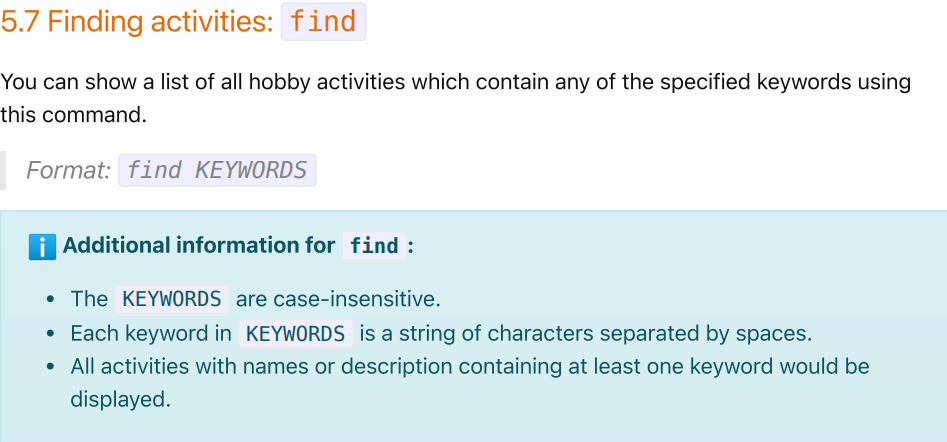 5.7 Finding activities: find
You can show a list of all hobby activities which contain any of the specified keywords using
this command.
Format: find KEYWORDS
i Additional information for find :
• The KEYWORDS are case-insensitive.
• Each keyword in KEYWORDS is a string of characters separated by spaces.
• All activities with names or description containing at least one keyword would be
displayed.